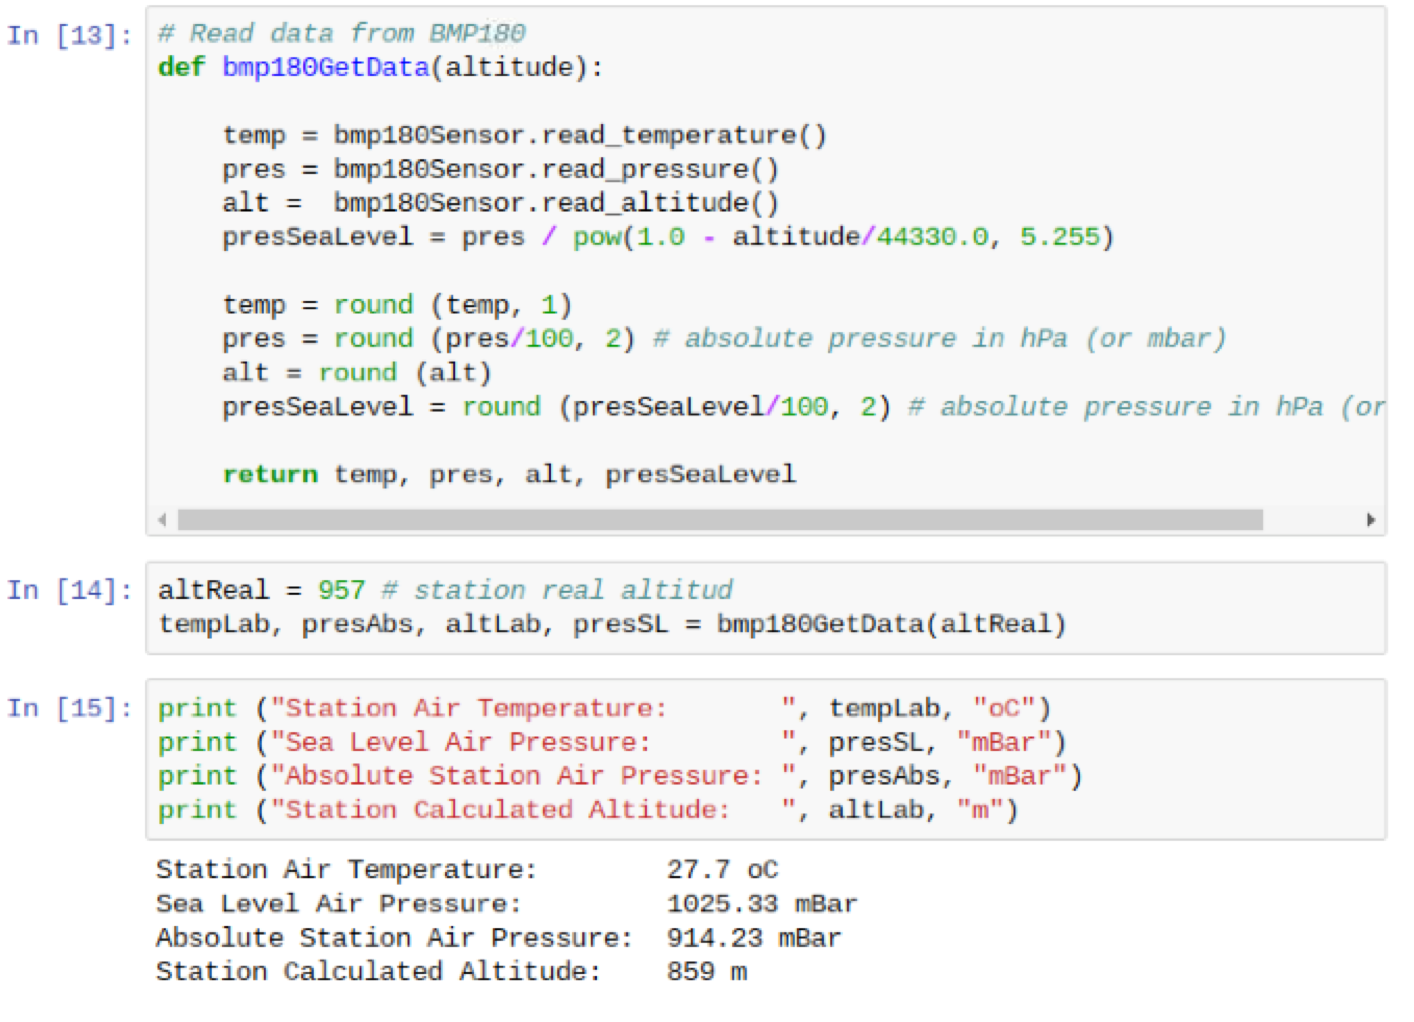 In [13]: # Read data from BMP180
def bmp180GetData(altitude):
    temp = bmp180Sensor.read_temperature()
    pres = bmp180Sensor.read_pressure()
    alt =  bmp180Sensor.read_altitude()
    presSeaLevel = pres / pow(1.0 - altitude/44330.0, 5.255)
    temp = round (temp, 1)
    pres = round (pres/100, 2) # absolute pressure in hPa (or mbar)
    alt = round (alt)
    presSeaLevel = round (presSeaLevel/100, 2) # absolute pressure in hPa (or
    return temp, pres, alt, presSeaLevel
In [14]: altReal = 957 # station real altitud
tempLab, presAbs, altLab, presSL = bmp180GetData(altReal)
In [15]: print ("Station Air Temperature:       ", tempLab, "oC")
print ("Sea Level Air Pressure:        ", presSL, "mBar")
print ("Absolute Station Air Pressure: ", presAbs, "mBar")
print ("Station Calculated Altitude:   ", altLab, "m")
Station Air Temperature:        27.7 oC
Sea Level Air Pressure:         1025.33 mBar
Absolute Station Air Pressure:  914.23 mBar
Station Calculated Altitude:    859 m